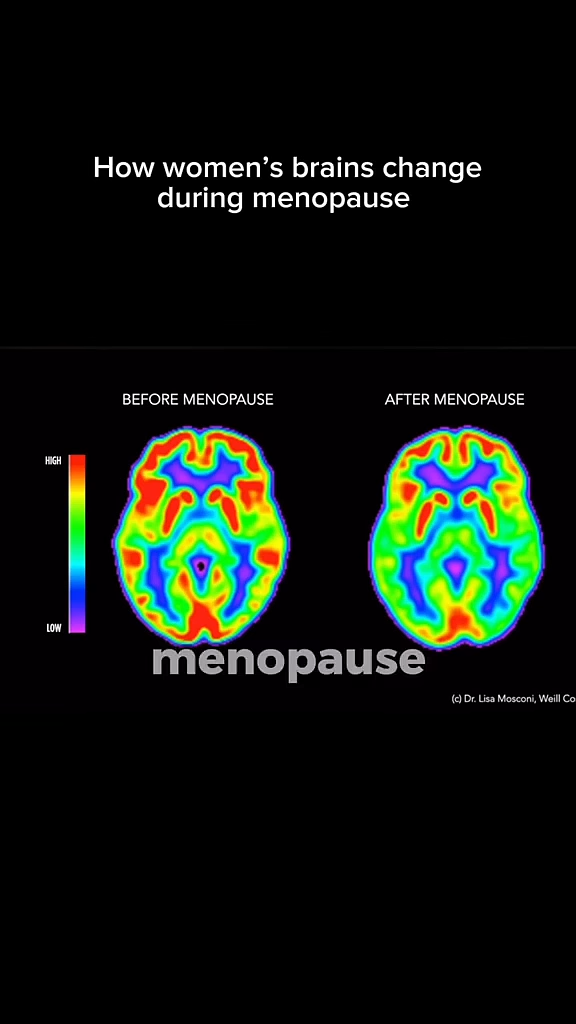 How women’s brains change
during menopause
BEFORE MENOPAUSE
AFTER MENOPAUSE
HIGH
LOW
menopause
(c) Dr. Lisa Mosconi, Weill Co